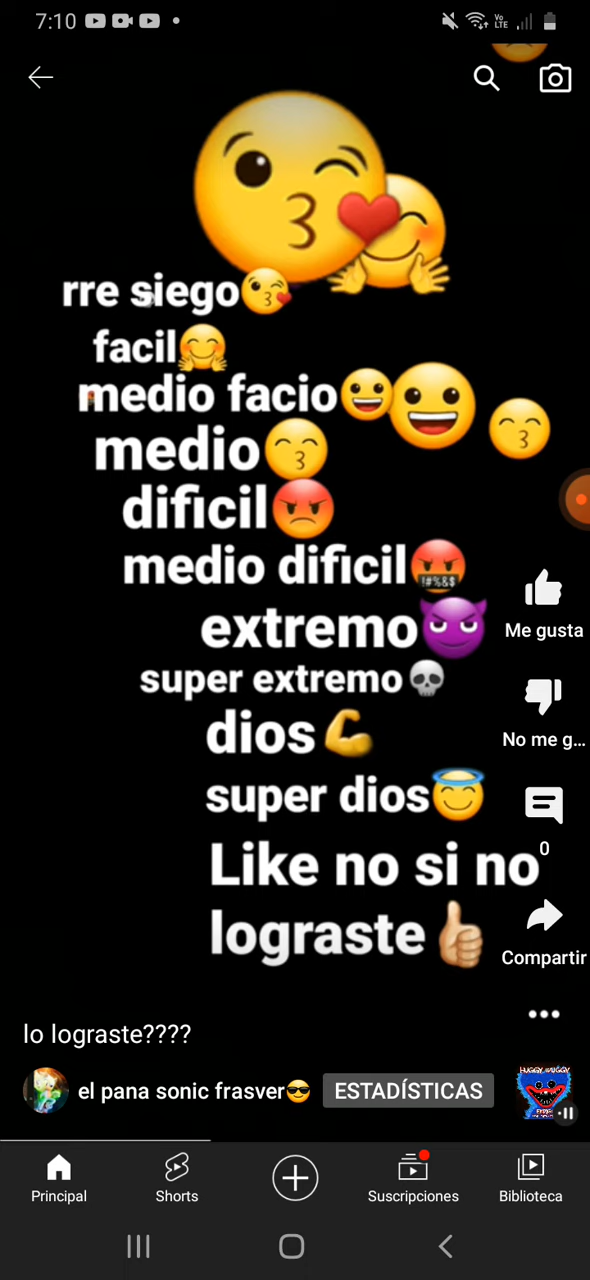 7:10
Vo
LTE
rre siego😘
facil🤗
medio facio😀
medio😙
dificil😡
medio dificil🤬
#%&$
extremo😈
super extremo💀
dios💪
super dios😇
Like no si no
lograste👍🏼
Me gusta
No me g...
0
Compartir
lo lograste????
el pana sonic frasver😎
ESTADÍSTICAS
HUGGY WUGGY
Principal
Shorts
Suscripciones
Biblioteca